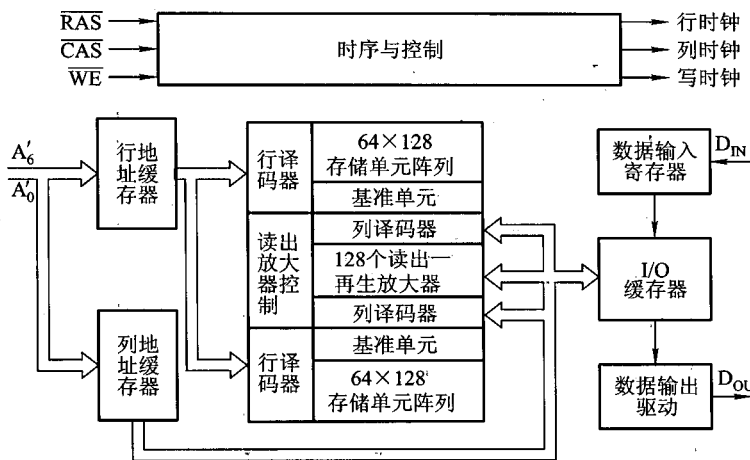 RAS
CAS
WE
时序与控制
行时钟
列时钟
写时钟
A'6
A'0
行地
址缓
存器
列地
址缓
存器
行译
码器
64×128
存储单元阵列
基准单元
读出
放大
器控
制
列译码器
128个读出一
再生放大器
列译码器
行译
码器
基准单元
64×128
存储单元阵列
数据输入
寄存器
DIN
I/O
缓存器
数据输出
驱动
DOU